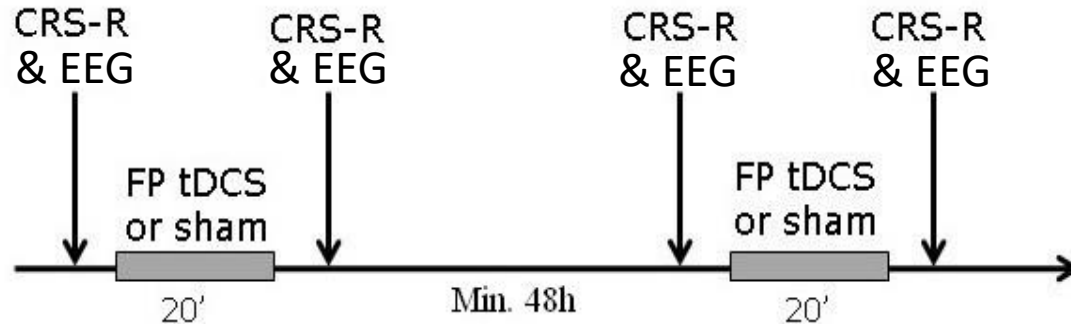 CRS-R
& EEG
CRS-R
& EEG
CRS-R
& EEG
CRS-R
& EEG
FP tDCS
or sham
FP tDCS
or sham
20'
Min. 48h
20'